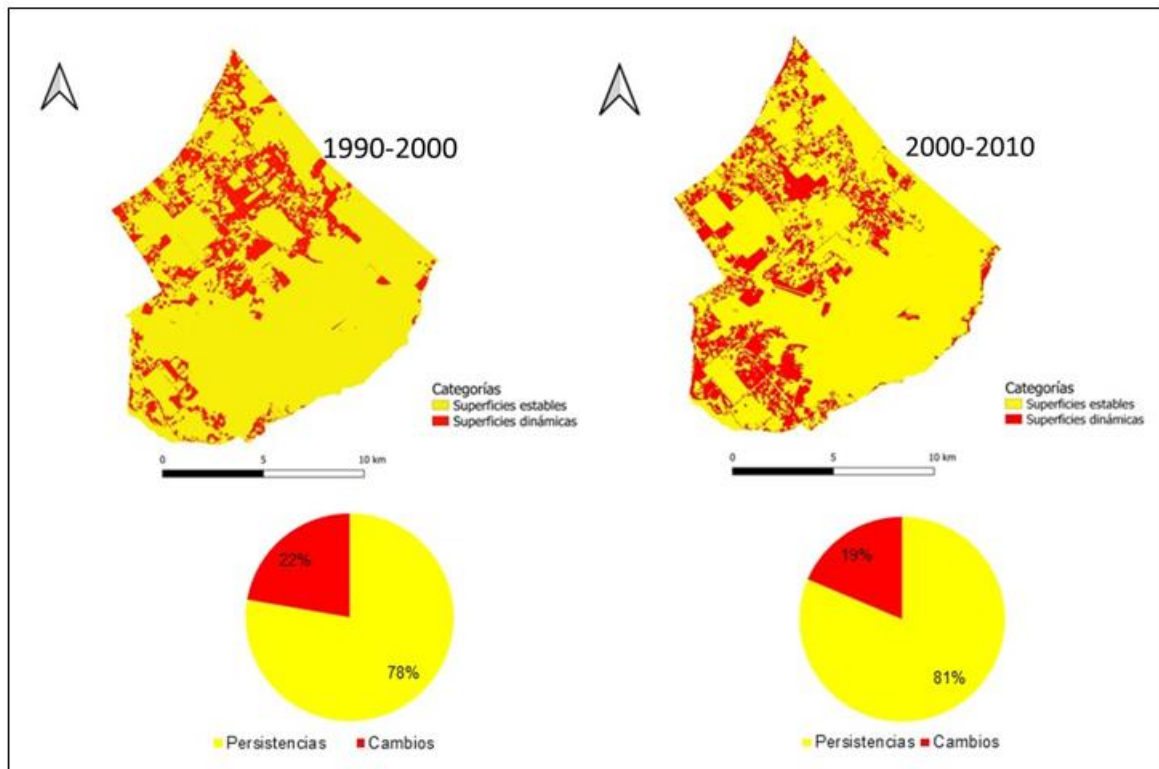 1990-2000
Categorías
Superficies estables
Superficies dinámicas
0 5 10 km
22%
78%
Persistencias Cambios
2000-2010
Categorías
Superficies estables
Superficies dinámicas
0 5 10 km
19%
81%
Persistencias Cambios